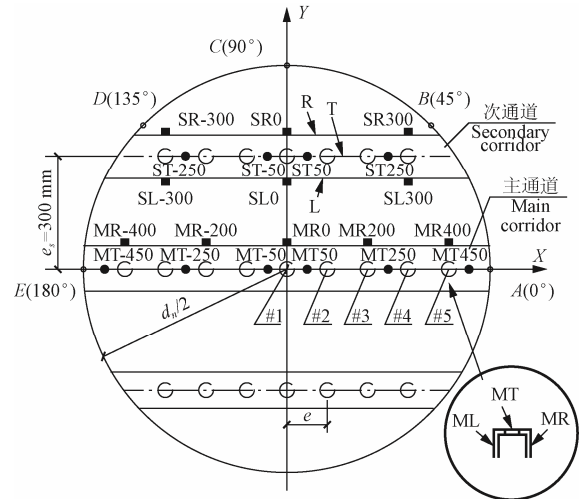 Y
C(90°)
D(135°)
B(45°)
SR-300 SR0 R T SR300
次通道
Secondary
corridor
ST-250 ST-50 ST50 ST250
SL-300 SL0 L SL300
e_s=300 mm
主通道
Main
corridor
MR-400 MR-200 MR0 MR200 MR400
MT-450 MT-250 MT-50 MT50 MT250 MT450
X
E(180°)
A(0°)
d_n/2
#1 #2 #3 #4 #5
e
MT
ML MR